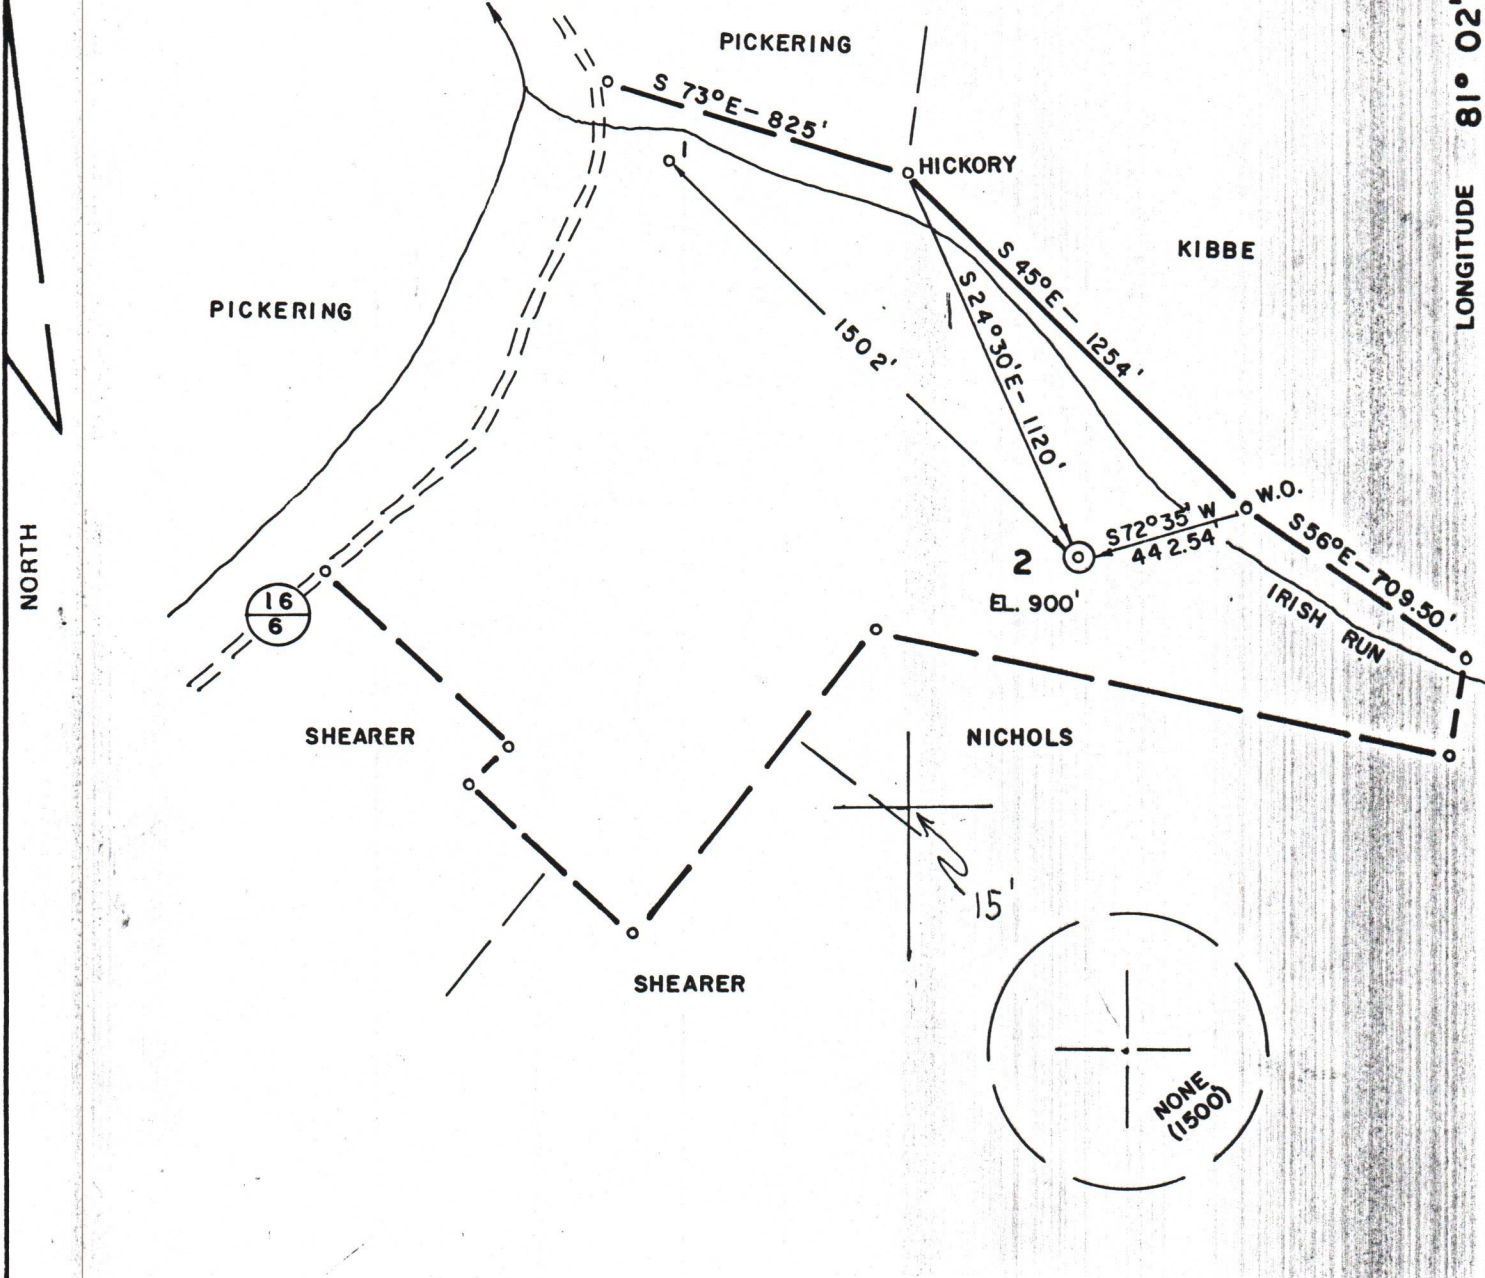 PICKERING
S 73°E - 825'
HICKORY
1
81° 02'
LONGITUDE
KIBBE
S 45°E - 1254'
S 24°30'E - 1120'
PICKERING
1502'
W.O.
S72°35' W
442.54'
S56°E - 709.50'
2
EL. 900'
IRISH RUN
NORTH
16
6
SHEARER
NICHOLS
15'
SHEARER
NONE
(1500')